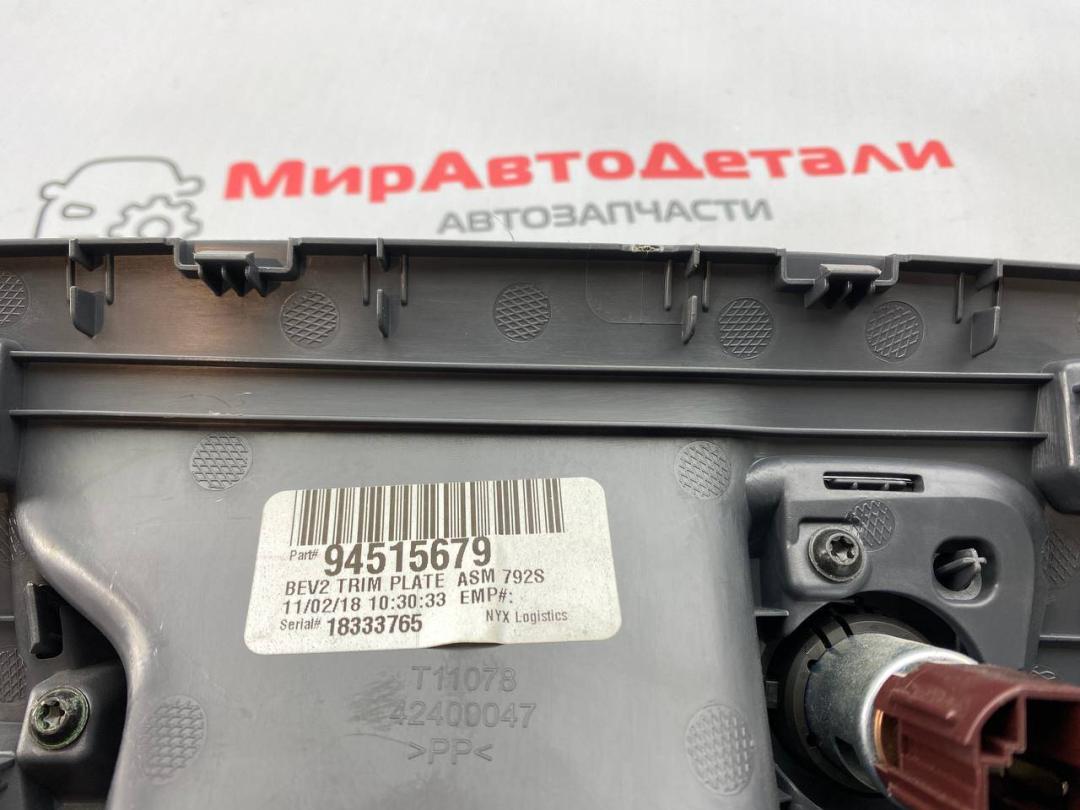 МирАвтоДетали
АВТОЗАПЧАСТИ
Part# 94515679
BEV2 TRIM PLATE ASM 792S
11/02/18 10:30:33 EMP#:
Serial# 18333765 NYX Logistics
T11078
42400047
>PP<